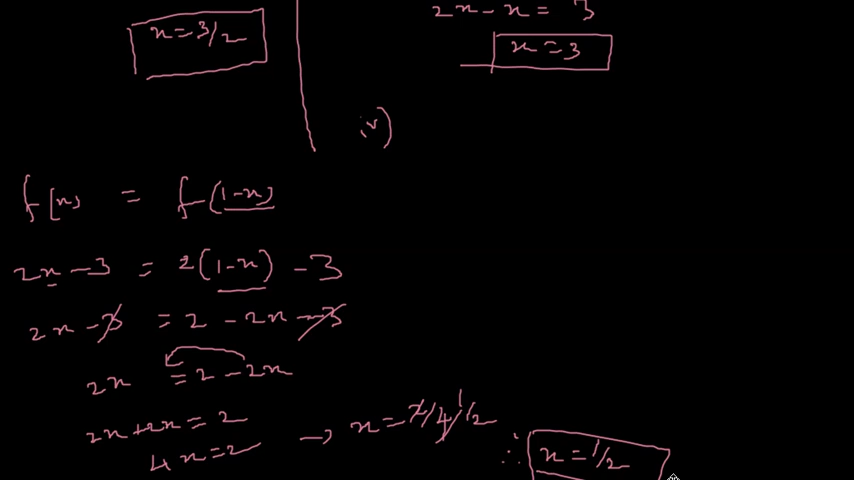 x = 3/2
2x - x = 3
x = 3
iv)
f(x) = f(1-x)
2x - 3 = 2(1-x) - 3
2x - 3 = 2 - 2x - 3
2x = 2 - 2x
2x + 2x = 2
4x = 2 → x = 2/4 1/2
∴ x = 1/2